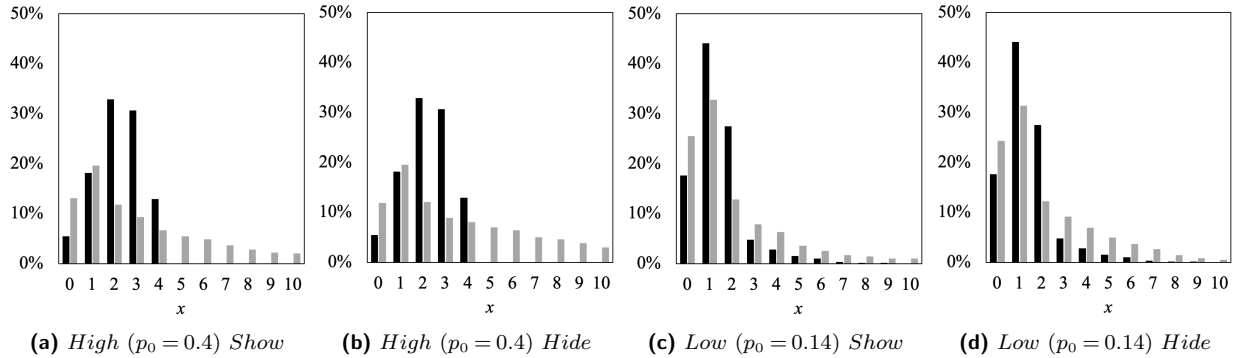 50%
40%
30%
20%
10%
0%
0 1 2 3 4 5 6 7 8 9 10
x
(a) High (p0 = 0.4) Show
50%
40%
30%
20%
10%
0%
0 1 2 3 4 5 6 7 8 9 10
x
(b) High (p0 = 0.4) Hide
50%
40%
30%
20%
10%
0%
0 1 2 3 4 5 6 7 8 9 10
x
(c) Low (p0 = 0.14) Show
50%
40%
30%
20%
10%
0%
0 1 2 3 4 5 6 7 8 9 10
x
(d) Low (p0 = 0.14) Hide